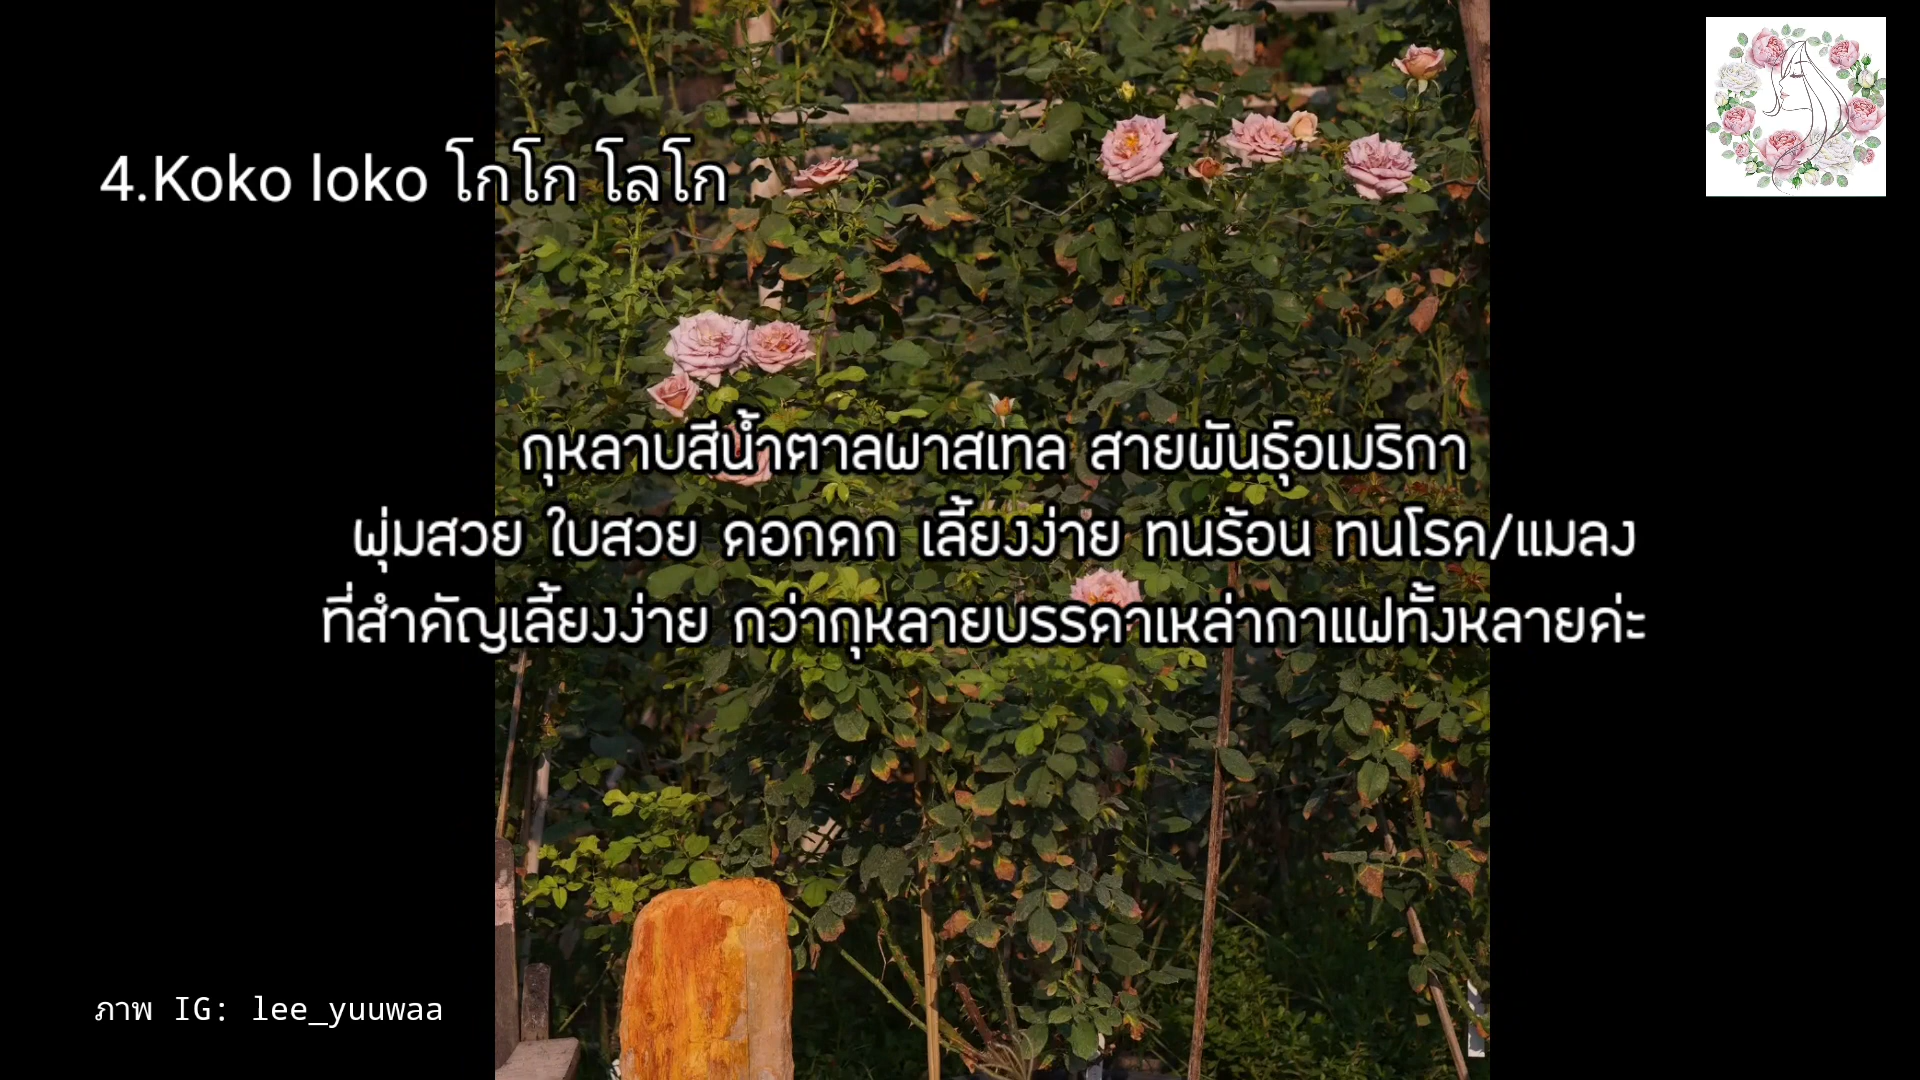 4.Koko loko โกโก โลโก
กุหลาบสีน้ำตาลพาสเทล สายพันธุ์อเมริกา
พุ่มสวย ใบสวย ดอกดก เลี้ยงง่าย ทนร้อน ทนโรค/แมลง
ที่สำคัญเลี้ยงง่าย กว่ากุหลายบรรดาเหล่ากาแฟทั้งหลายค่ะ
ภาพ IG: lee_yuuwaa